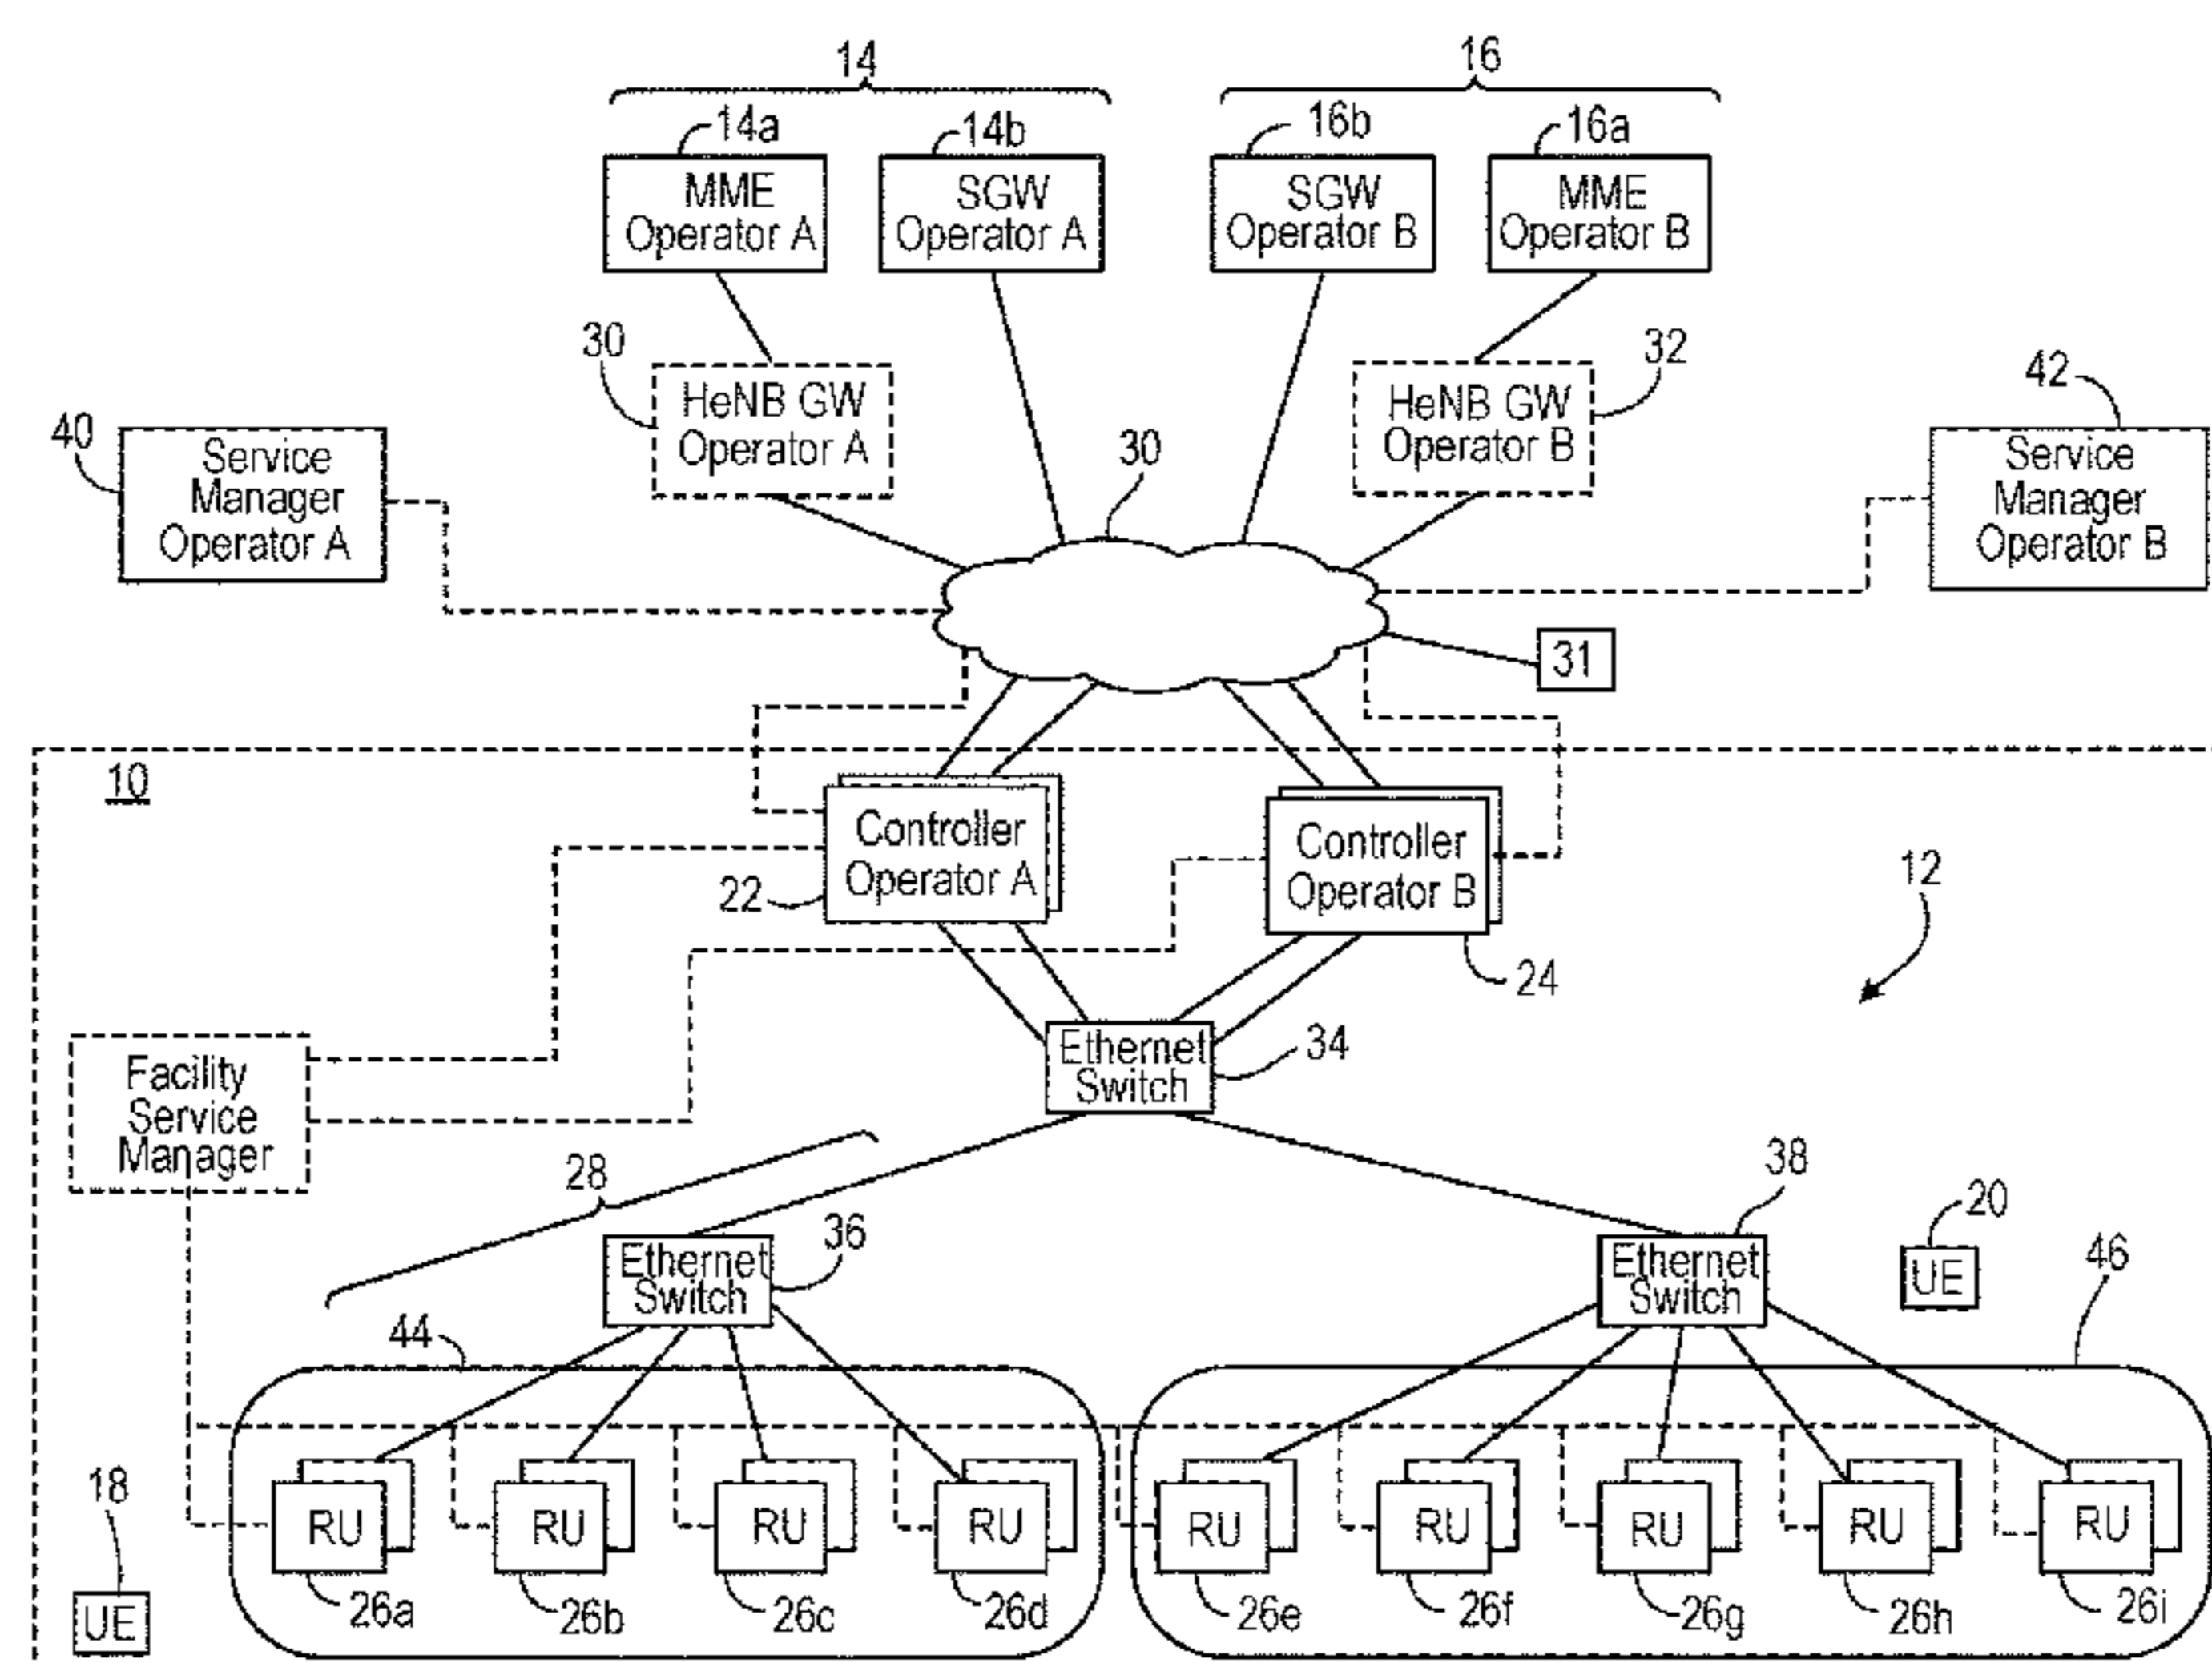 14
16
14a
14b
16b
16a
MME
Operator A
SGW
Operator A
SGW
Operator B
MME
Operator B
30
HeNB GW
Operator A
32
HeNB GW
Operator B
40
Service
Manager
Operator A
42
Service
Manager
Operator B
30
31
10
Controller
Operator A
22
Controller
Operator B
24
12
Ethernet
Switch
34
Facility
Service
Manager
28
Ethernet
Switch
36
Ethernet
Switch
38
20
UE
44
46
RU
RU
RU
RU
RU
RU
RU
RU
RU
26a
26b
26c
26d
26e
26f
26g
26h
26i
18
UE